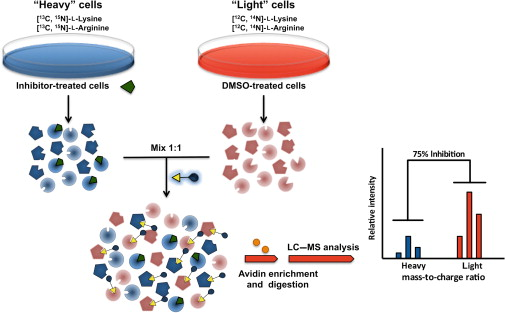 “Heavy” cells
[¹³C, ¹⁵N]-L-Lysine
[¹³C, ¹⁵N]-L-Arginine
Inhibitor-treated cells
“Light” cells
[¹²C, ¹⁴N]-L-Lysine
[¹²C, ¹⁴N]-L-Arginine
DMSO-treated cells
Mix 1:1
Avidin enrichment
and digestion
LC—MS analysis
75% Inhibition
Relative intensity
Heavy
Light
mass-to-charge ratio